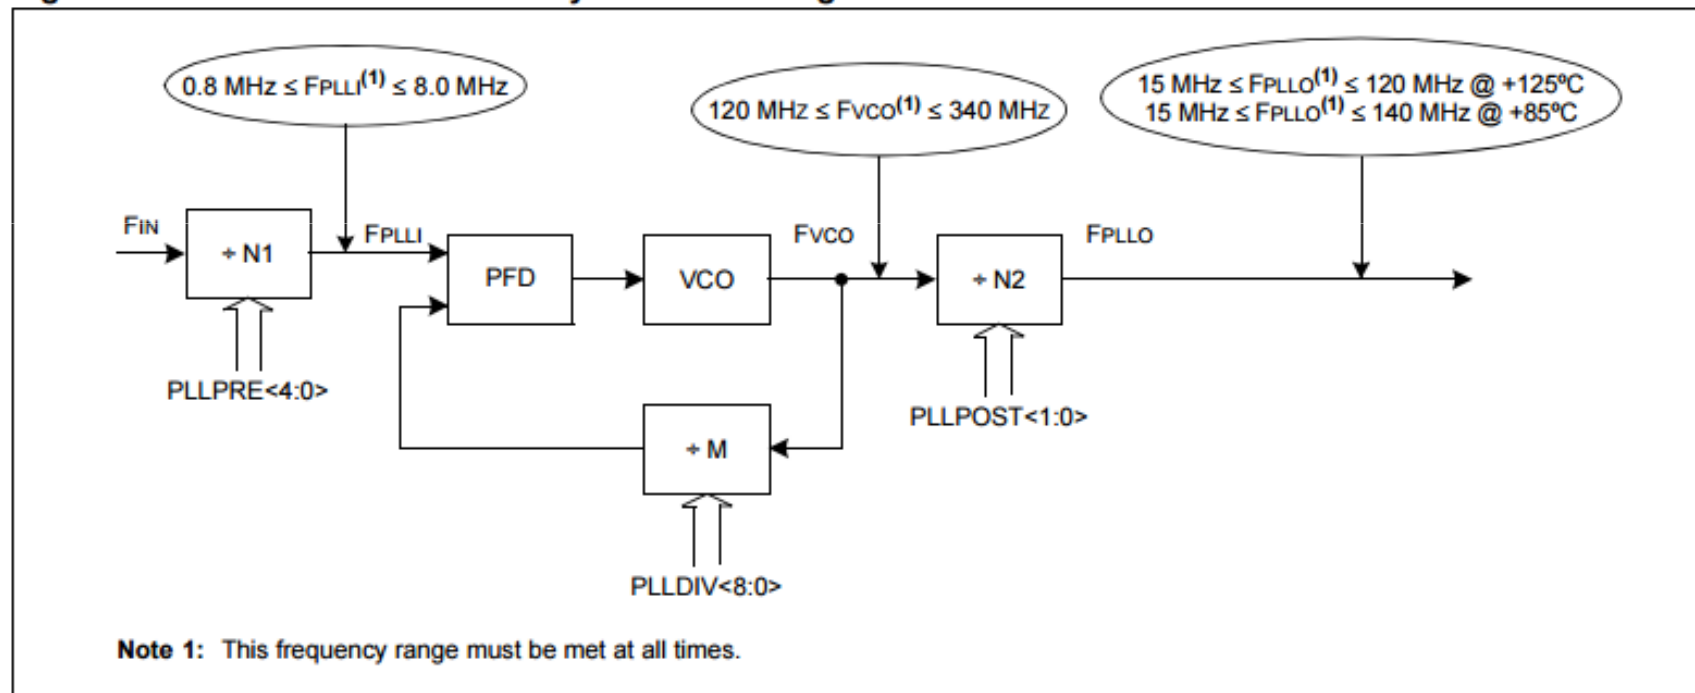 0.8 MHz ≤ FPLLI(1) ≤ 8.0 MHz
120 MHz ≤ FVCO(1) ≤ 340 MHz
15 MHz ≤ FPLLO(1) ≤ 120 MHz @ +125ºC
15 MHz ≤ FPLLO(1) ≤ 140 MHz @ +85ºC
FIN
÷ N1
FPLLI
PFD
VCO
FVCO
÷ N2
FPLLO
PLLPRE<4:0>
PLLPOST<1:0>
÷ M
PLLDIV<8:0>
Note 1: This frequency range must be met at all times.